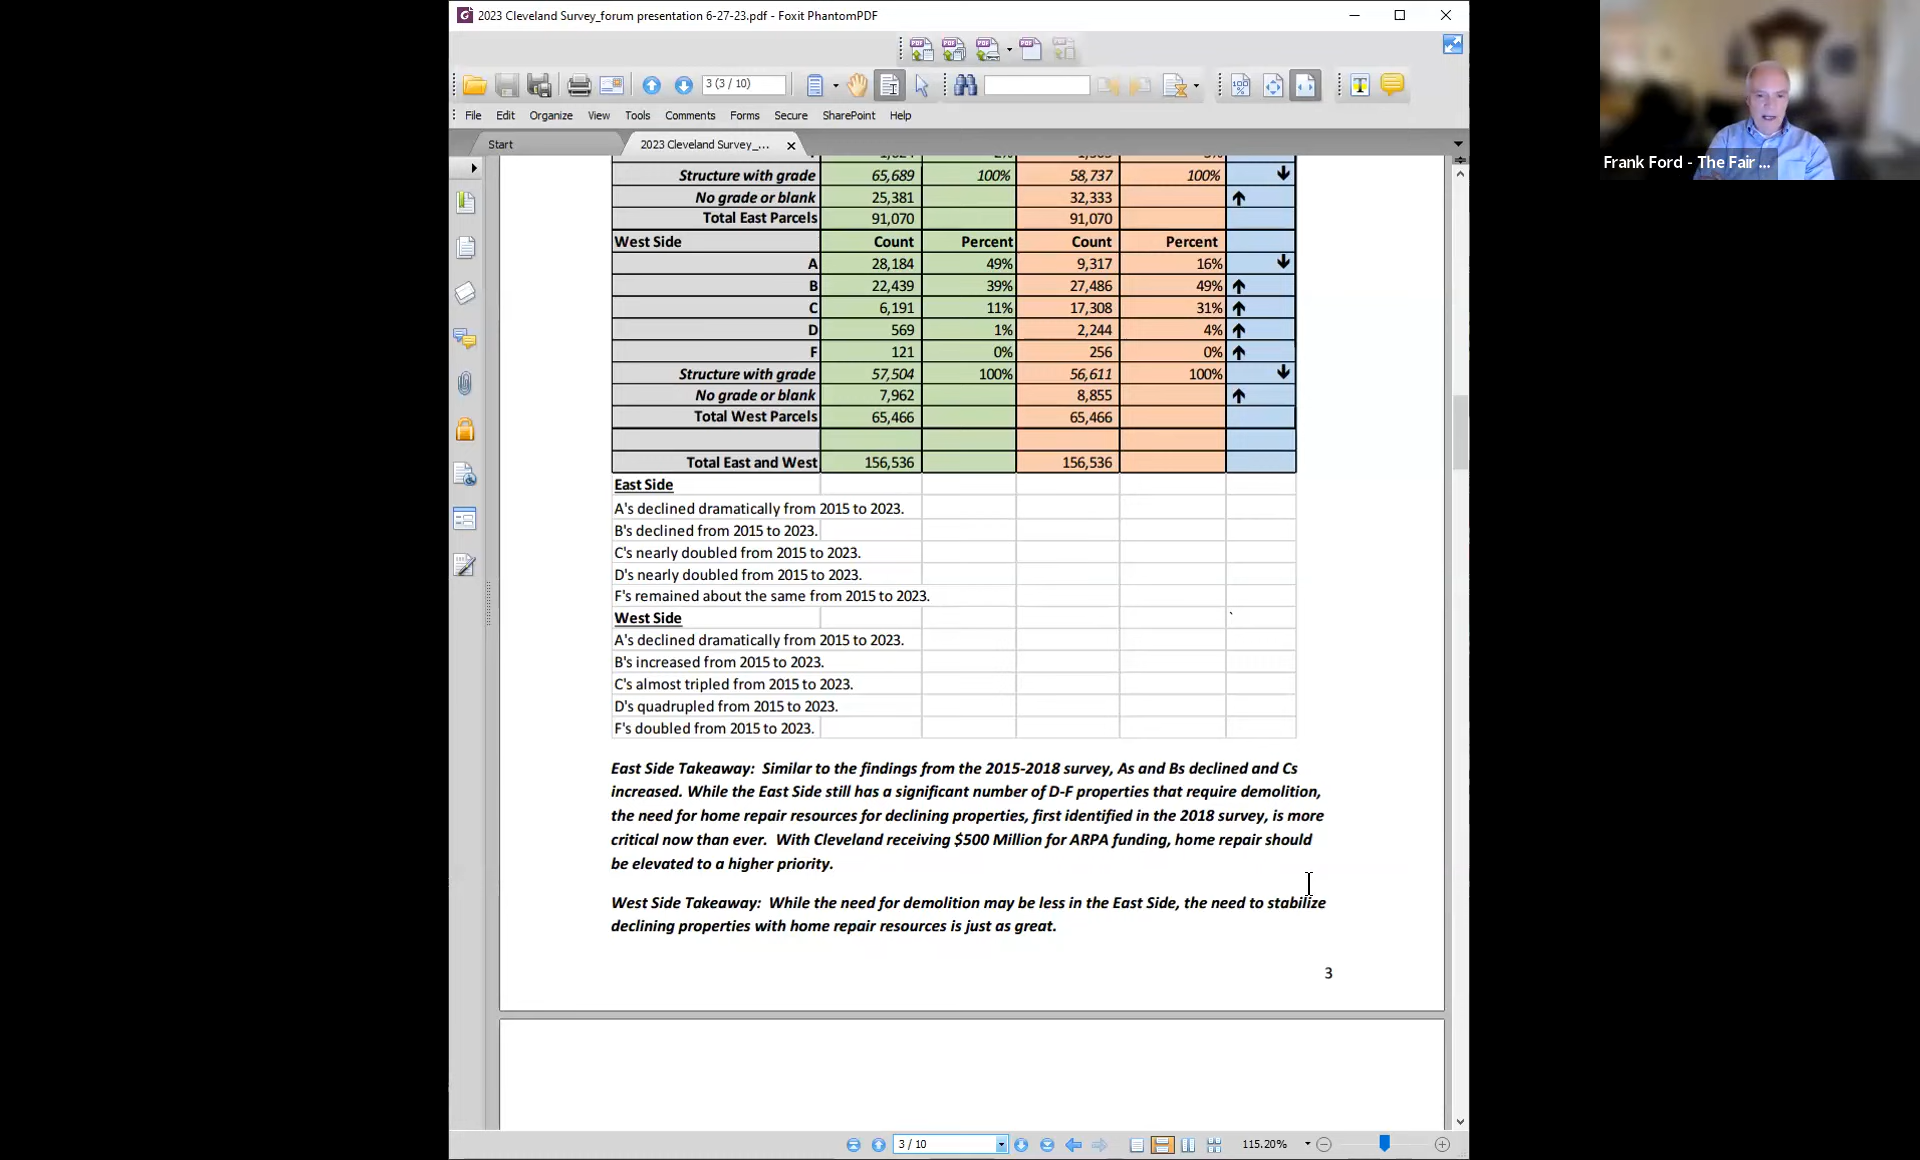 2023 Cleveland Survey_forum presentation 6-27-23.pdf - Foxit PhantomPDF
3 (3 / 10)
File Edit Organize View Tools Comments Forms Secure SharePoint Help
Start 2023 Cleveland Survey_...
Structure with grade 65,689 100% 58,737 100%
No grade or blank 25,381 32,333
Total East Parcels 91,070 91,070
West Side Count Percent Count Percent
A 28,184 49% 9,317 16%
B 22,439 39% 27,486 49%
C 6,191 11% 17,308 31%
D 569 1% 2,244 4%
F 121 0% 256 0%
Structure with grade 57,504 100% 56,611 100%
No grade or blank 7,962 8,855
Total West Parcels 65,466 65,466
Total East and West 156,536 156,536
East Side
A's declined dramatically from 2015 to 2023.
B's declined from 2015 to 2023.
C's nearly doubled from 2015 to 2023.
D's nearly doubled from 2015 to 2023.
F's remained about the same from 2015 to 2023.
West Side
A's declined dramatically from 2015 to 2023.
B's increased from 2015 to 2023.
C's almost tripled from 2015 to 2023.
D's quadrupled from 2015 to 2023.
F's doubled from 2015 to 2023.
East Side Takeaway: Similar to the findings from the 2015-2018 survey, As and Bs declined and Cs
increased. While the East Side still has a significant number of D-F properties that require demolition,
the need for home repair resources for declining properties, first identified in the 2018 survey, is more
critical now than ever. With Cleveland receiving $500 Million for ARPA funding, home repair should
be elevated to a higher priority.
West Side Takeaway: While the need for demolition may be less in the East Side, the need to stabilize
declining properties with home repair resources is just as great.
3
3 / 10
115.20%
Frank Ford - The Fair ...